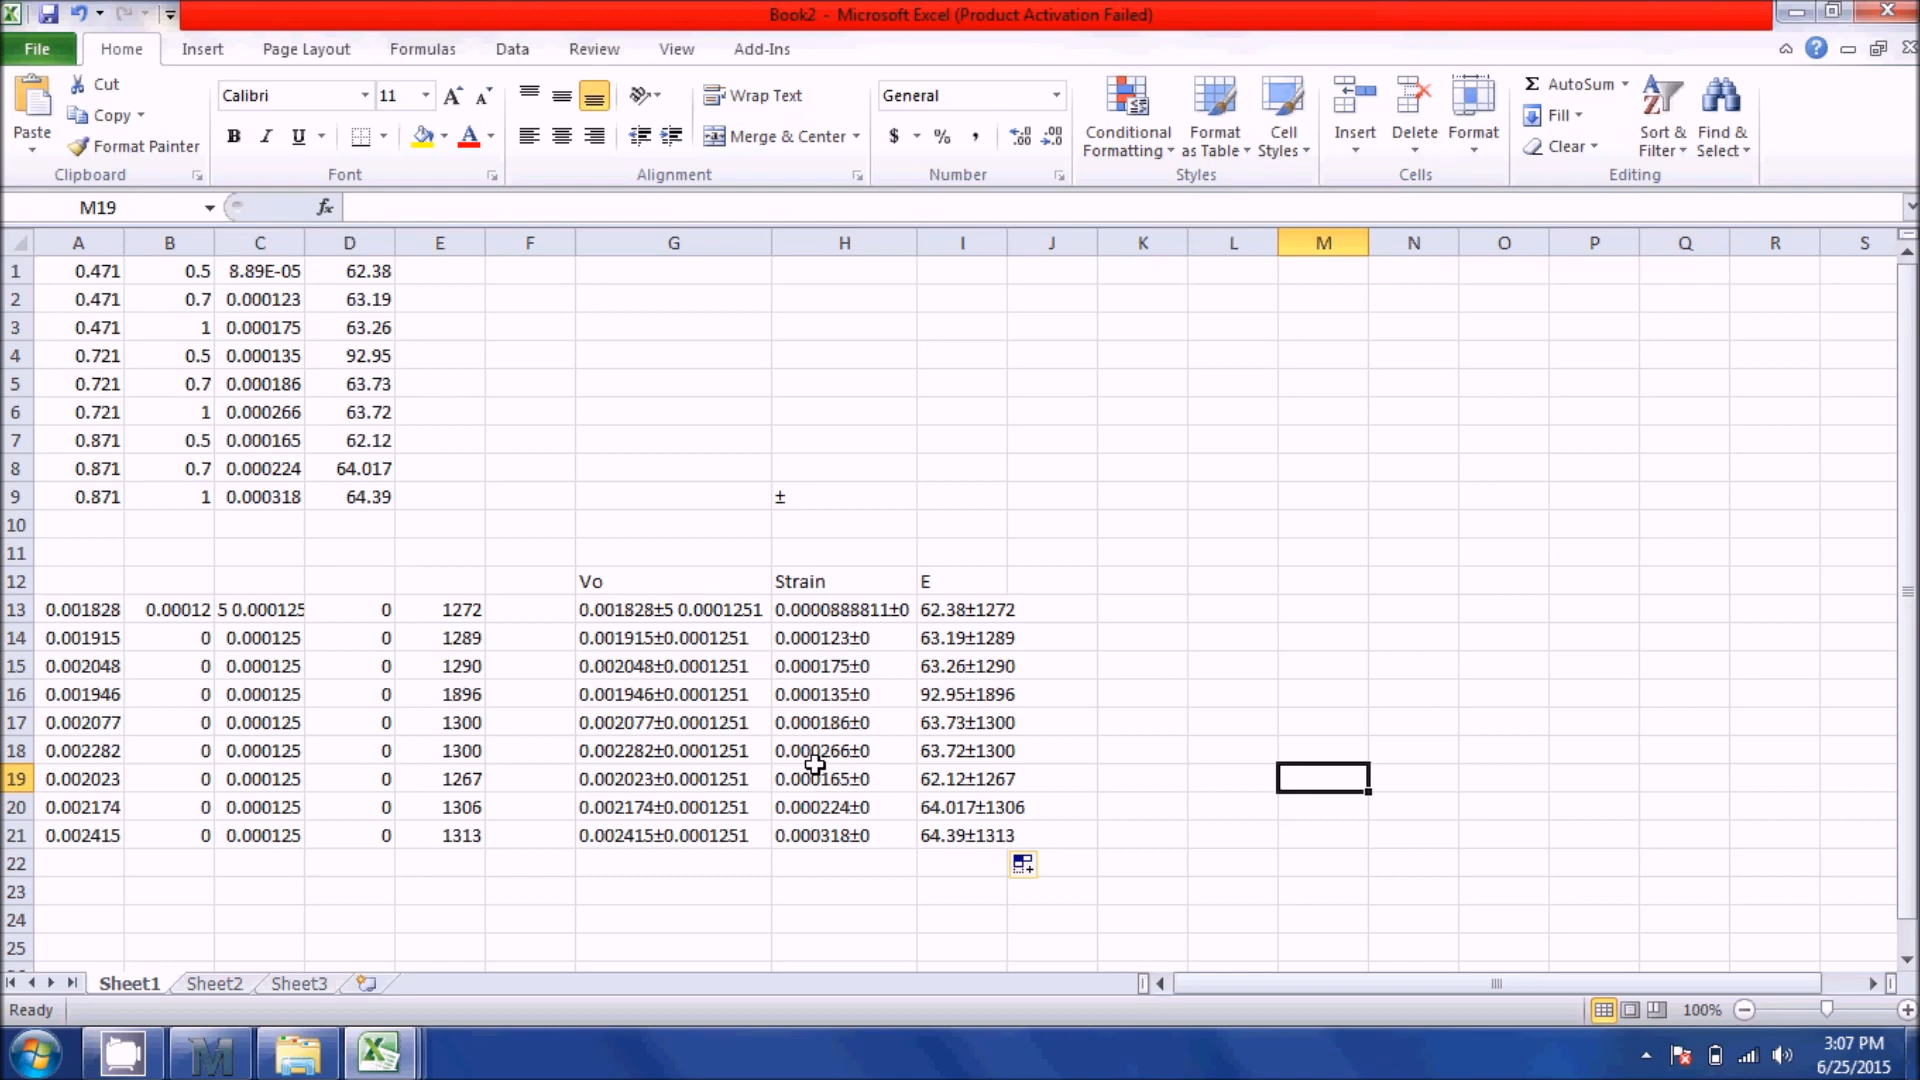 Book2 - Microsoft Excel (Product Activation Failed)
File Home Insert Page Layout Formulas Data Review View Add-Ins
Cut
Copy
Format Painter
Paste
Clipboard
Calibri 11
B I U
Font
Wrap Text
Merge & Center
Alignment
General
$ % ,
Number
Conditional Formatting
Format as Table
Cell Styles
Styles
Insert Delete Format
Cells
AutoSum
Fill
Clear
Sort & Filter
Find & Select
Editing
M19 fx
A B C D E F G H I J K L M N O P Q R S
1 0.471 0.5 8.89E-05 62.38
2 0.471 0.7 0.000123 63.19
3 0.471 1 0.000175 63.26
4 0.721 0.5 0.000135 92.95
5 0.721 0.7 0.000186 63.73
6 0.721 1 0.000266 63.72
7 0.871 0.5 0.000165 62.12
8 0.871 0.7 0.000224 64.017
9 0.871 1 0.000318 64.39 ±
10
11
12 Vo Strain E
13 0.001828 0.00012 5 0.000125 0 1272 0.001828±5 0.0001251 0.0000888811±0 62.38±1272
14 0.001915 0 0.000125 0 1289 0.001915±0.0001251 0.000123±0 63.19±1289
15 0.002048 0 0.000125 0 1290 0.002048±0.0001251 0.000175±0 63.26±1290
16 0.001946 0 0.000125 0 1896 0.001946±0.0001251 0.000135±0 92.95±1896
17 0.002077 0 0.000125 0 1300 0.002077±0.0001251 0.000186±0 63.73±1300
18 0.002282 0 0.000125 0 1300 0.002282±0.0001251 0.000266±0 63.72±1300
19 0.002023 0 0.000125 0 1267 0.002023±0.0001251 0.000165±0 62.12±1267
20 0.002174 0 0.000125 0 1306 0.002174±0.0001251 0.000224±0 64.017±1306
21 0.002415 0 0.000125 0 1313 0.002415±0.0001251 0.000318±0 64.39±1313
22
23
24
25
Sheet1 Sheet2 Sheet3
Ready 100%
3:07 PM
6/25/2015